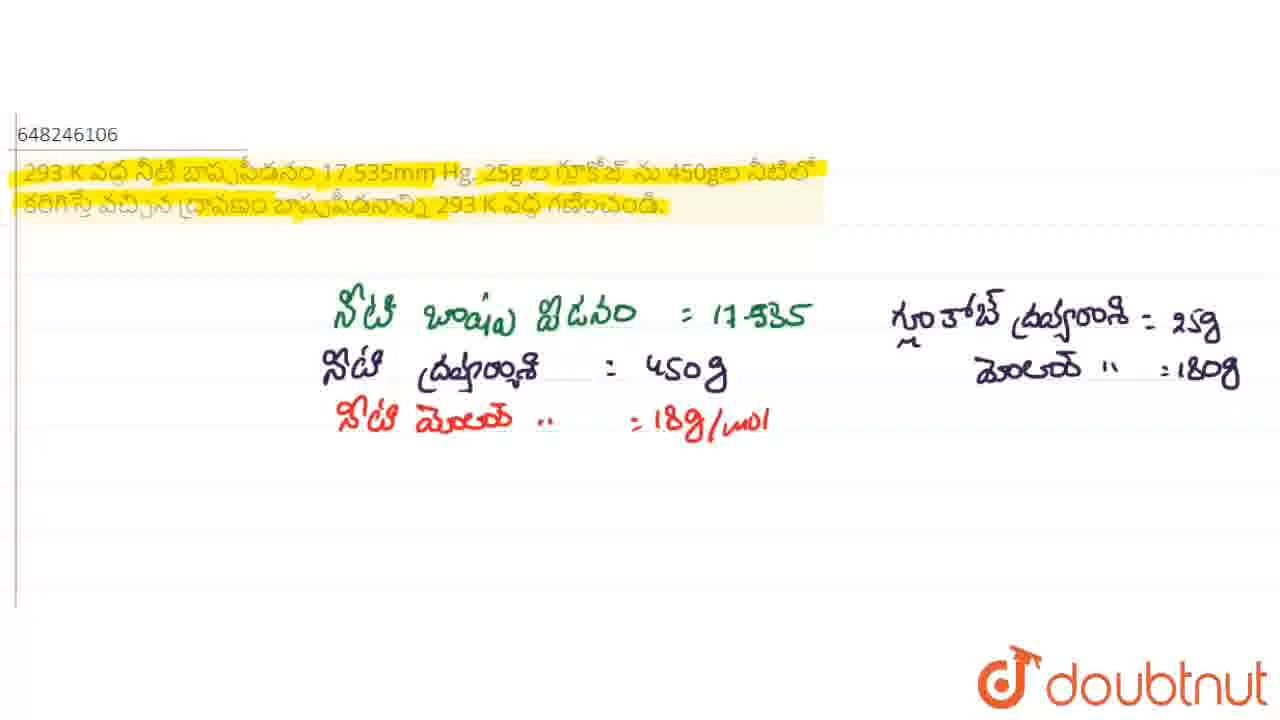 648246106
293 K వద్ద నీటి బాష్పపీడనం 17.535mm Hg. 25g ల గ్లూకోజ్ ను 450gల నీటిలో
కరిగిస్తే వచ్చిన ద్రావణం బాష్పపీడనాన్ని 293 K వద్ద గణించండి.
నీటి బాష్ప పీడనం = 17.535
నీటి ద్రవ్యరాశి = 450g
నీటి మోలార్ " = 18g/mol
గ్లూకోజ్ ద్రవ్యరాశి = 25g
మోలార్ " = 180g
doubtnut